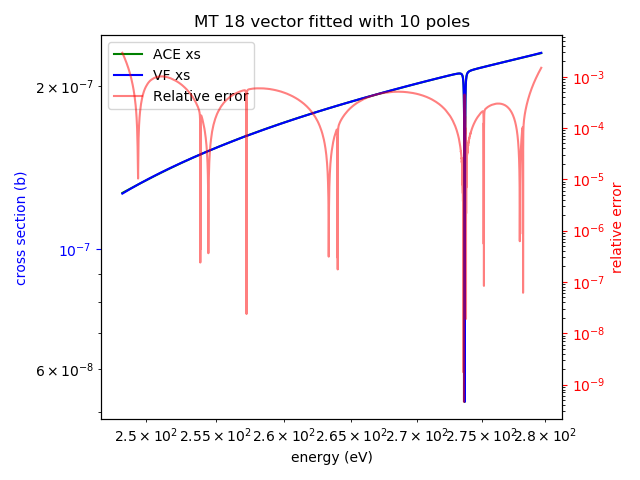 MT 18 vector fitted with 10 poles
ACE xs
VF xs
Relative error
2 × 10⁻⁷
10⁻⁷
6 × 10⁻⁸
cross section (b)
10⁻³
10⁻⁴
10⁻⁵
10⁻⁶
10⁻⁷
10⁻⁸
10⁻⁹
relative error
2.5 × 10² 2.55 × 10² 2.6 × 10² 2.65 × 10² 2.7 × 10² 2.75 × 10² 2.8 × 10²
energy (eV)